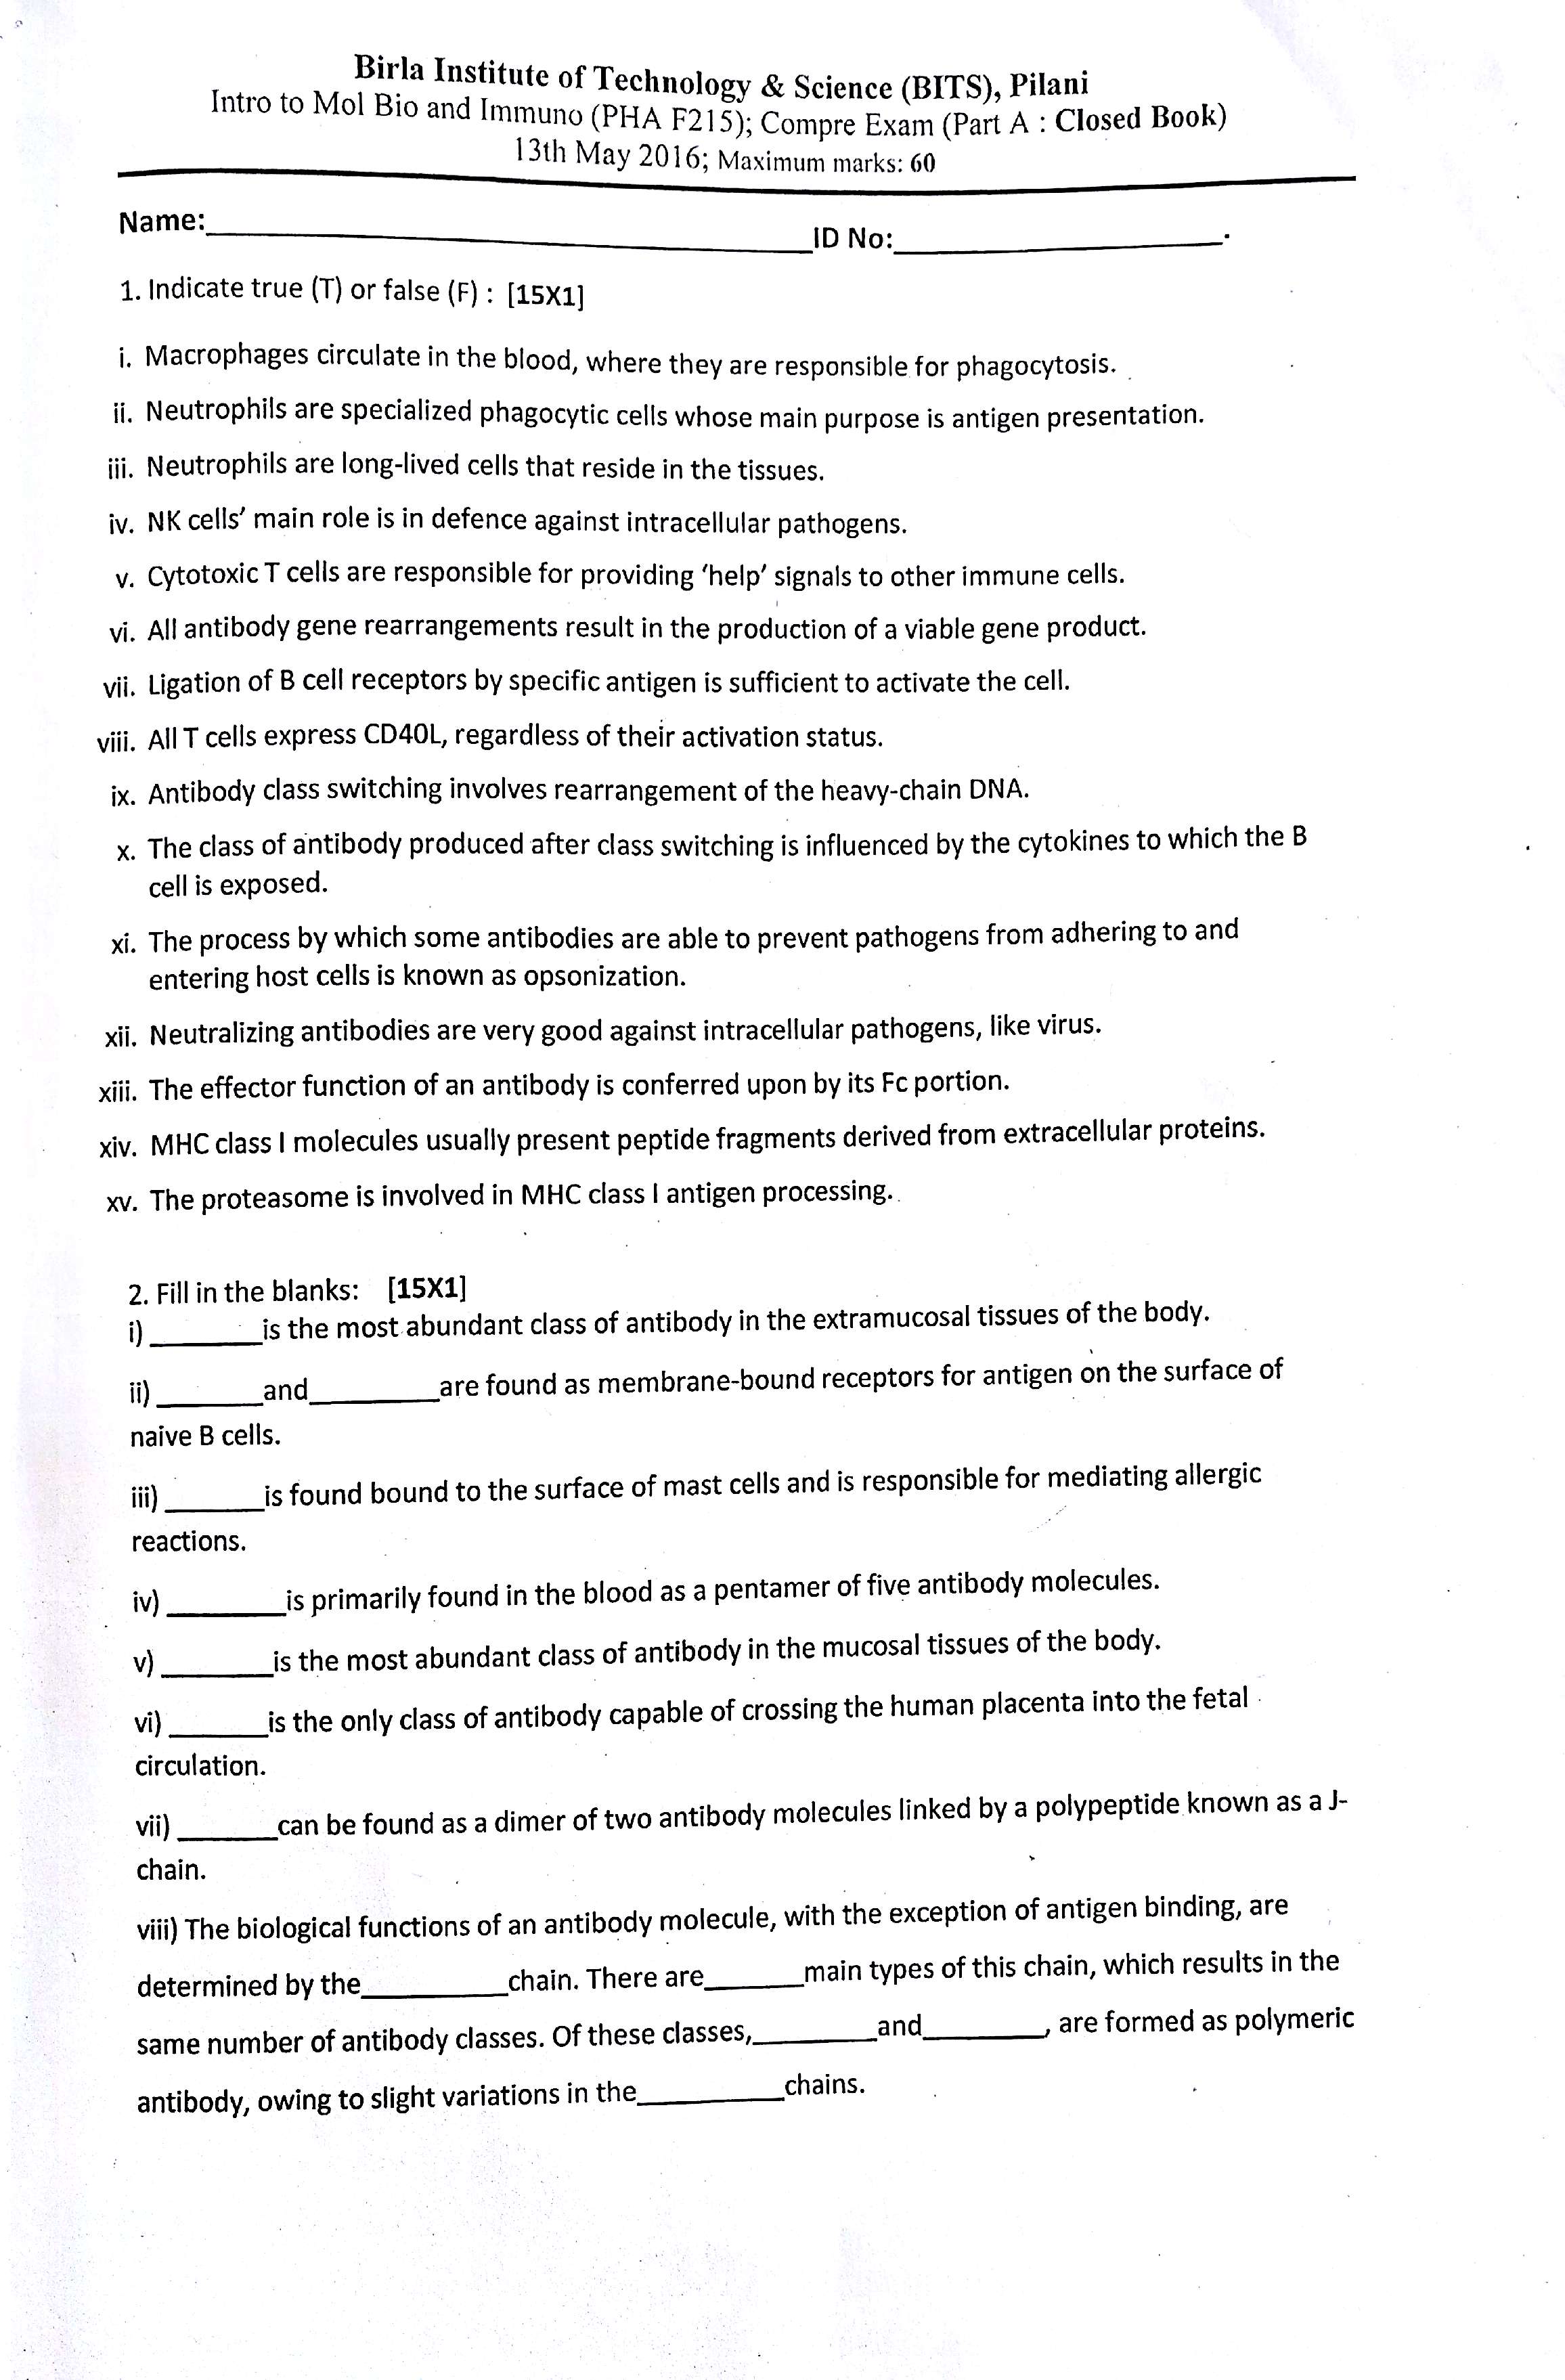 Birla Institute of Technology & Science (BITS), Pilani
Intro to Mol Bio and Immuno (PHA F215); Compre Exam (Part A : Closed Book)
13th May 2016; Maximum marks: 60
Name:____________________ID No:____________.
1. Indicate true (T) or false (F) : [15X1]
i. Macrophages circulate in the blood, where they are responsible for phagocytosis.
ii. Neutrophils are specialized phagocytic cells whose main purpose is antigen presentation.
iii. Neutrophils are long-lived cells that reside in the tissues.
iv. NK cells’ main role is in defence against intracellular pathogens.
v. Cytotoxic T cells are responsible for providing ‘help’ signals to other immune cells.
vi. All antibody gene rearrangements result in the production of a viable gene product.
vii. Ligation of B cell receptors by specific antigen is sufficient to activate the cell.
viii. All T cells express CD40L, regardless of their activation status.
ix. Antibody class switching involves rearrangement of the heavy-chain DNA.
x. The class of antibody produced after class switching is influenced by the cytokines to which the B
cell is exposed.
xi. The process by which some antibodies are able to prevent pathogens from adhering to and
entering host cells is known as opsonization.
xii. Neutralizing antibodies are very good against intracellular pathogens, like virus.
xiii. The effector function of an antibody is conferred upon by its Fc portion.
xiv. MHC class I molecules usually present peptide fragments derived from extracellular proteins.
xv. The proteasome is involved in MHC class I antigen processing.
2. Fill in the blanks: [15X1]
i) ________is the most abundant class of antibody in the extramucosal tissues of the body.
ii) ________and_________are found as membrane-bound receptors for antigen on the surface of
naive B cells.
iii) _______is found bound to the surface of mast cells and is responsible for mediating allergic
reactions.
iv) ________is primarily found in the blood as a pentamer of five antibody molecules.
v) ________is the most abundant class of antibody in the mucosal tissues of the body.
vi) _______is the only class of antibody capable of crossing the human placenta into the fetal
circulation.
vii) _______can be found as a dimer of two antibody molecules linked by a polypeptide known as a J-
chain.
viii) The biological functions of an antibody molecule, with the exception of antigen binding, are
determined by the__________chain. There are_______main types of this chain, which results in the
same number of antibody classes. Of these classes,_________and_________, are formed as polymeric
antibody, owing to slight variations in the__________chains.